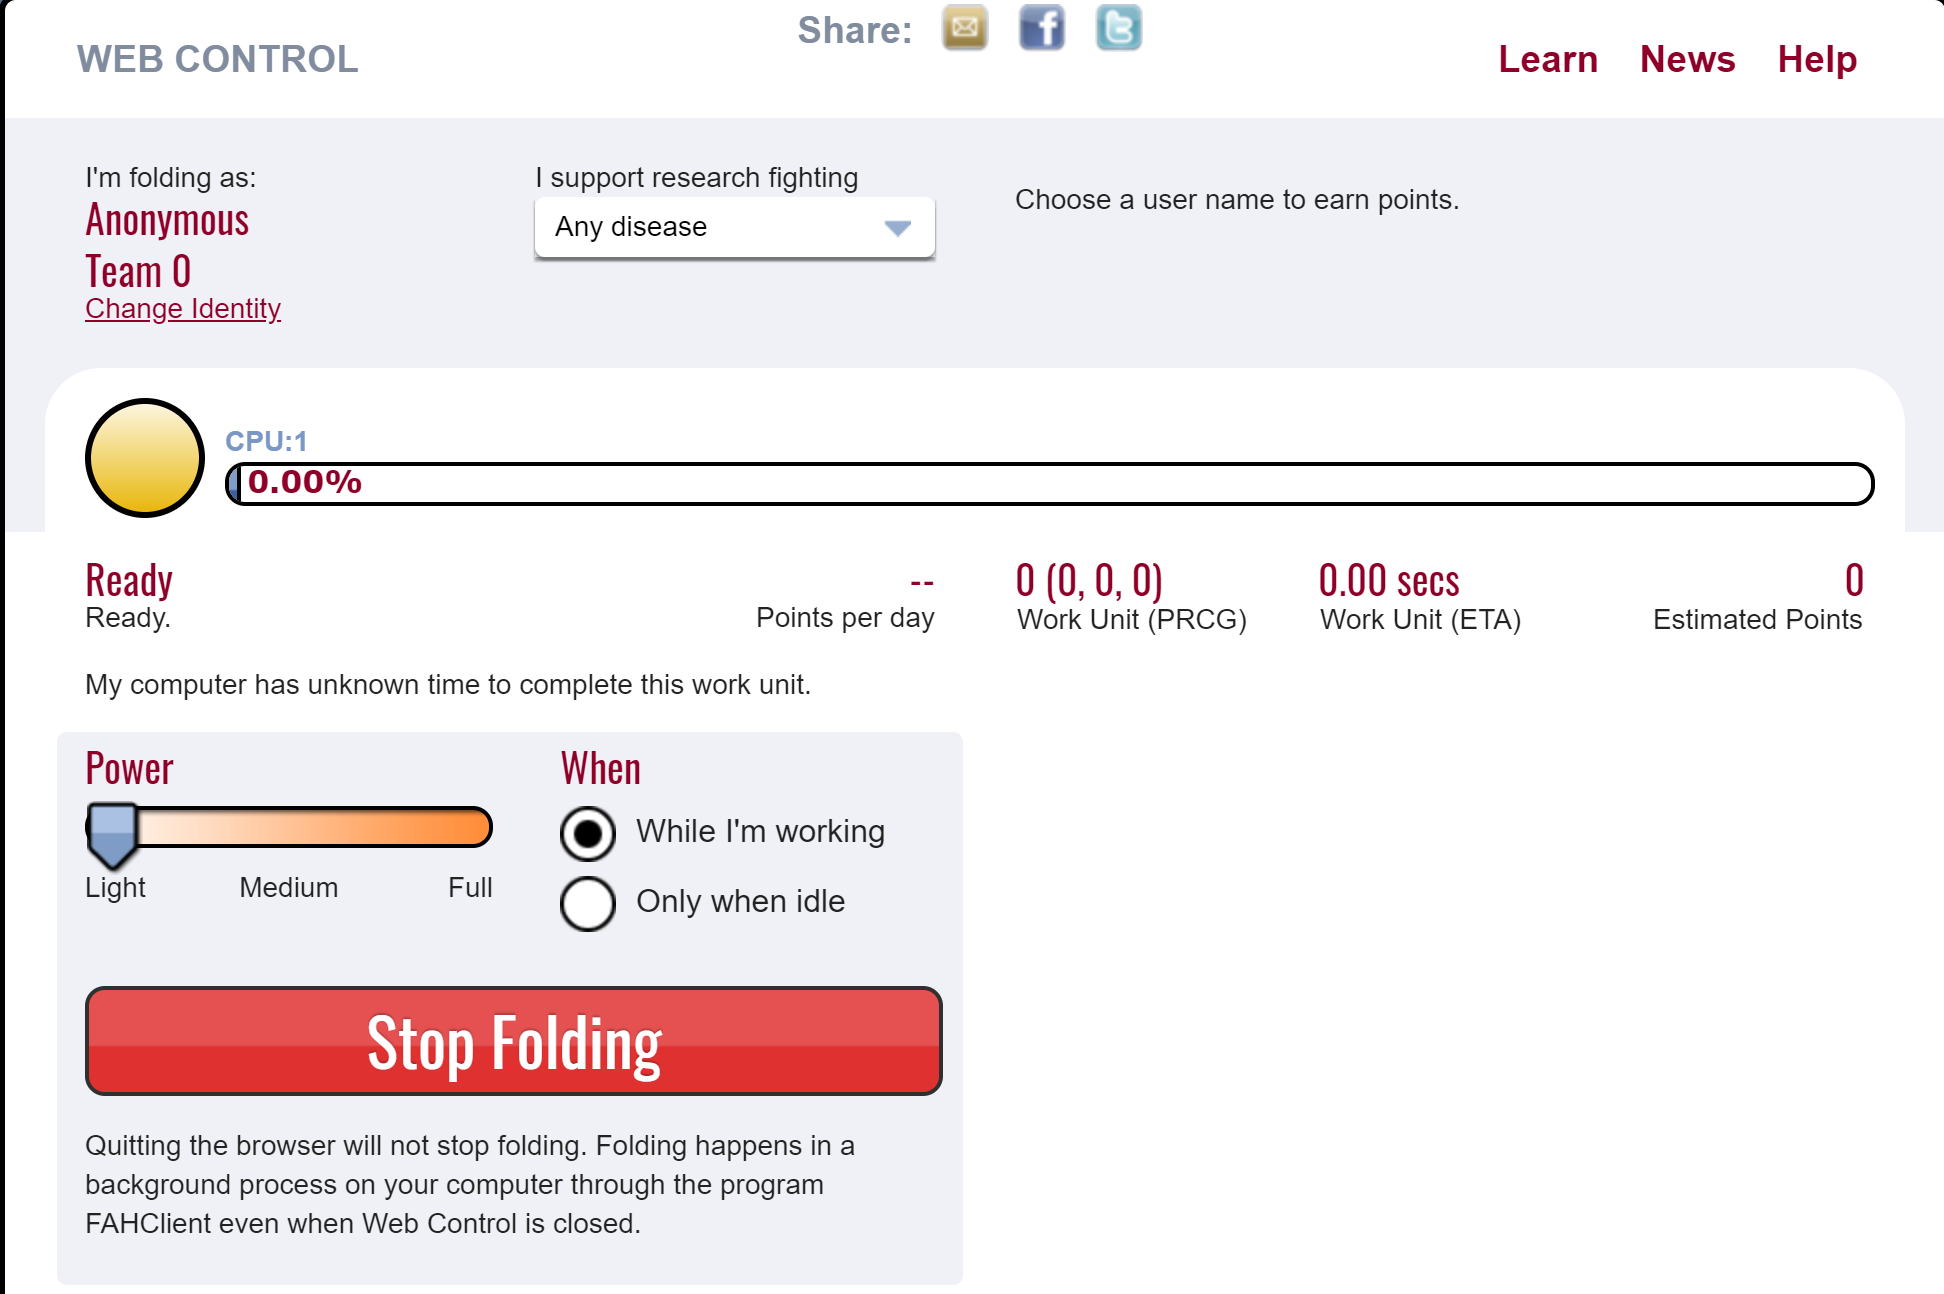 WEB CONTROL
Share:
Learn News Help
I'm folding as:
Anonymous
Team 0
Change Identity
I support research fighting
Any disease
Choose a user name to earn points.
CPU:1
0.00%
Ready
Ready.
--
Points per day
0 (0, 0, 0)
Work Unit (PRCG)
0.00 secs
Work Unit (ETA)
0
Estimated Points
My computer has unknown time to complete this work unit.
Power
Light Medium Full
When
While I'm working
Only when idle
Stop Folding
Quitting the browser will not stop folding. Folding happens in a
background process on your computer through the program
FAHClient even when Web Control is closed.